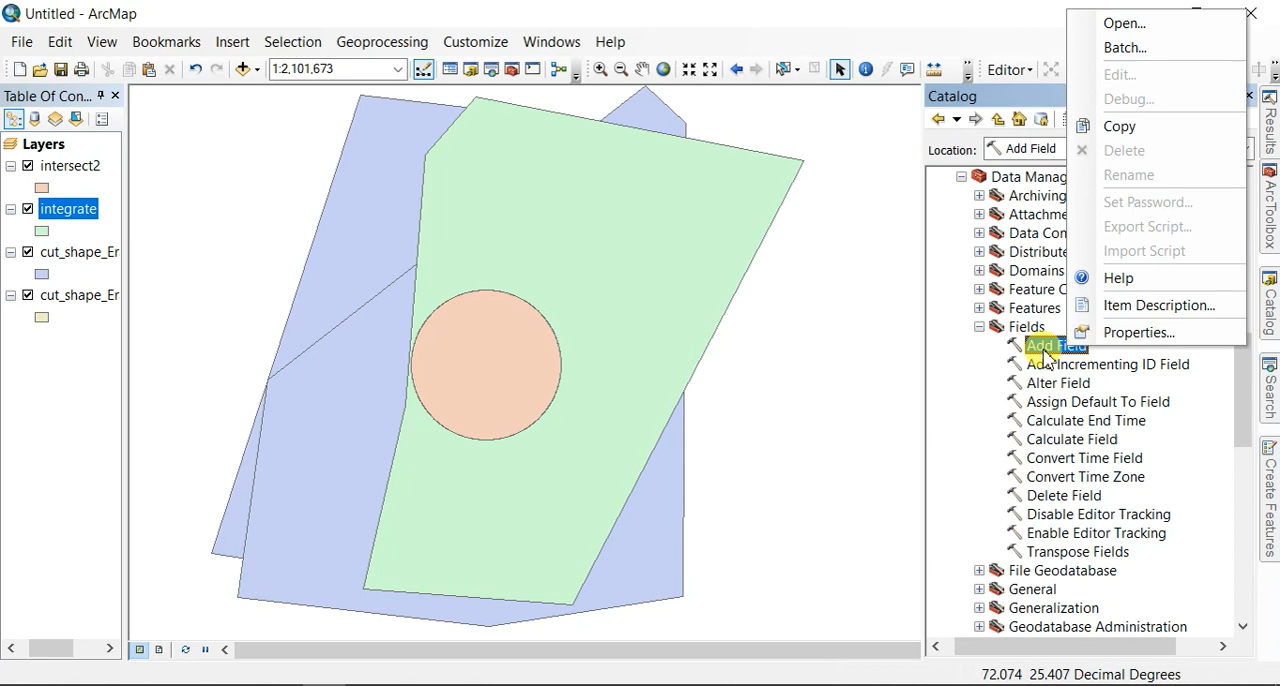 Untitled - ArcMap
File Edit View Bookmarks Insert Selection Geoprocessing Customize Windows Help
1:2,101,673
Editor
Table Of Con...
Layers
intersect2
integrate
cut_shape_Er
cut_shape_Er
Catalog
Location: Add Field
Data Manag
Archiving
Attachme
Data Con
Distribute
Domains
Feature C
Features
Fields
Add Field
Add Incrementing ID Field
Alter Field
Assign Default To Field
Calculate End Time
Calculate Field
Convert Time Field
Convert Time Zone
Delete Field
Disable Editor Tracking
Enable Editor Tracking
Transpose Fields
File Geodatabase
General
Generalization
Geodatabase Administration
Open...
Batch...
Edit...
Debug...
Copy
Delete
Rename
Set Password...
Export Script...
Import Script
Help
Item Description...
Properties...
Results
ArcToolbox
Catalog
Search
Create Features
72.074 25.407 Decimal Degrees